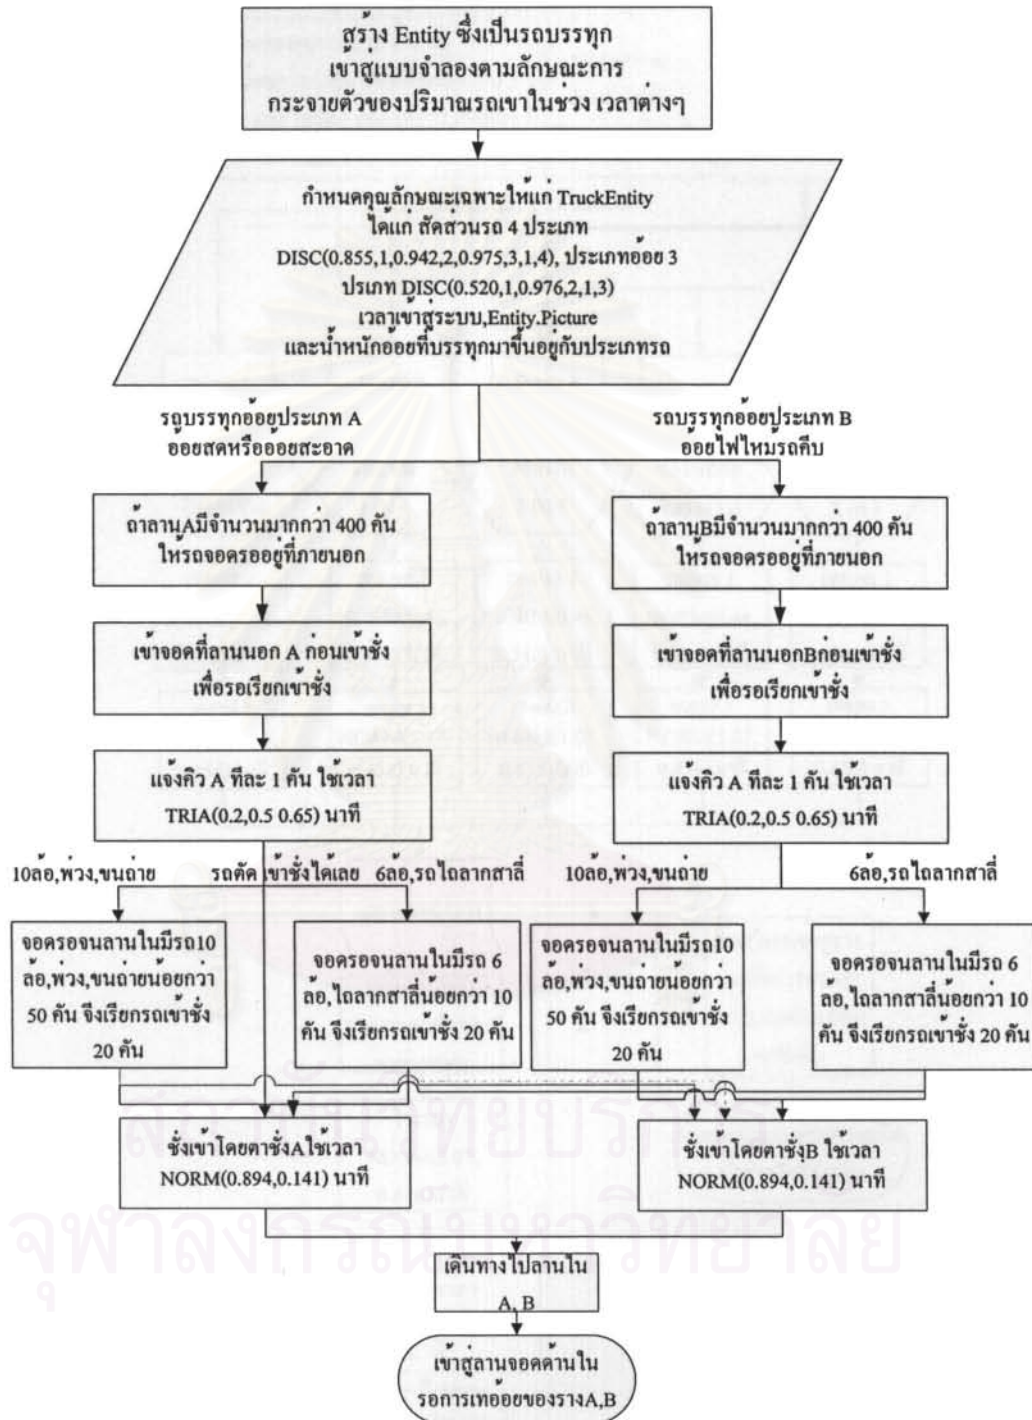 สร้าง Entity ซึ่งเป็นรถบรรทุก
เข้าสู่แบบจำลองตามลักษณะการ
กระจายตัวของปริมาณรถเขาในช่วง เวลาต่างๆ
กำหนดคุณลักษณะเฉพาะให้แก่ TruckEntity
ได้แก่ สัดส่วนรถ 4 ประเภท
DISC(0.855,1,0.942,2,0.975,3,1,4), ประเภทอ้อย 3
ปรเภท DISC(0.520,1,0.976,2,1,3)
เวลาเข้าสู่ระบบ,Entity.Picture
และน้ำหนักอ้อยที่บรรทุกมาขึ้นอยู่กับประเภทรถ
รถบรรทุกอ้อยประเภท A
อ้อยสดหรืออ้อยสะอาด
รถบรรทุกอ้อยประเภท B
อ้อยไฟไหม้รถคีบ
ถ้าลานAมีจำนวนมากกว่า 400 คัน
ให้รถจอดรออยู่ที่ภายนอก
ถ้าลานBมีจำนวนมากกว่า 400 คัน
ให้รถจอดรออยู่ที่ภายนอก
เข้าจอดที่ลานนอก A ก่อนเข้าชั่ง
เพื่อรอเรียกเข้าชั่ง
เข้าจอดที่ลานนอกBก่อนเข้าชั่ง
เพื่อรอเรียกเข้าชั่ง
แจ้งคิว A ทีละ 1 คัน ใช้เวลา
TRIA(0.2,0.5 0.65) นาที
แจ้งคิว A ทีละ 1 คัน ใช้เวลา
TRIA(0.2,0.5 0.65) นาที
10ล้อ,พ่วง,ขนถ่าย
รถตัด เข้าชั่งได้เลย
6ล้อ,รถไถลากสาลี่
10ล้อ,พ่วง,ขนถ่าย
6ล้อ,รถไถลากสาลี่
จอดรอจนลานในมีรถ10
ล้อ,พ่วง,ขนถ่ายน้อยกว่า
50 คัน จึงเรียกรถเข้าชั่ง
20 คัน
จอดรอจนลานในมีรถ 6
ล้อ,ไถลากสาลี่น้อยกว่า 10
คัน จึงเรียกรถเข้าชั่ง 20 คัน
จอดรอจนลานในมีรถ10
ล้อ,พ่วง,ขนถ่ายน้อยกว่า
50 คัน จึงเรียกรถเข้าชั่ง
20 คัน
จอดรอจนลานในมีรถ 6
ล้อ,ไถลากสาลี่น้อยกว่า 10
คัน จึงเรียกรถเข้าชั่ง 20 คัน
สถาบันวิทยบริการ
ชั่งเข้าโดยตาชั่งAใช้เวลา
NORM(0.894,0.141) นาที
ชั่งเข้าโดยตาชั่งB ใช้เวลา
NORM(0.894,0.141) นาที
จุฬาลงกรณ์มหาวิทยาลัย
เดินทางไปลานใน
A, B
เข้าสู่ลานจอดด้านใน
รอการเทอ้อยของรางA,B